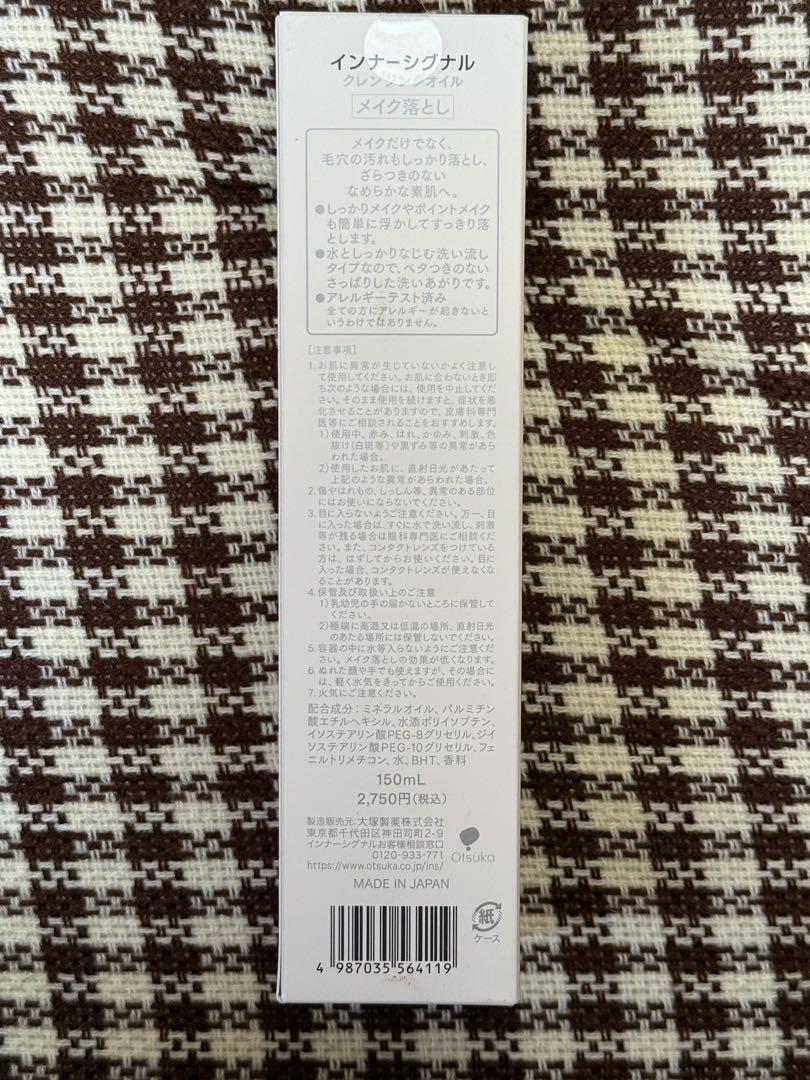 インナーシグナル
クレンジングオイル
メイク落とし
メイクだけでなく、
毛穴の汚れもしっかり落とし、
ざらつきのない
なめらかな素肌へ。
●しっかりメイクやポイントメイク
も簡単に浮かしてすっきり落
とします。
●水としっかりなじむ洗い流し
タイプなので、ベタつきのない
さっぱりした洗いあがりです。
●アレルギーテスト済み
全ての方にアレルギーが起きないと
いうわけではありません。
[注意事項]
1.お肌に異常が生じていないかよく注意し
て使用してください。お肌に合わないとき即
ち次のような場合には、使用を中止してくだ
さい。そのまま使用を続けますと、症状を悪
化させることがありますので、皮膚科専門
医等にご相談されることをおすすめします。
1)使用中、赤み、はれ、かゆみ、刺激、色
抜け(白斑等)や黒ずみ等の異常があら
われた場合。
2)使用したお肌に、直射日光があたって
上記のような異常があらわれた場合。
2.傷やはれもの、しっしん等、異常のある部位
にはお使いにならないでください。
3.目に入らないようご注意ください。万一、目
に入った場合は、すぐに水で洗い流し、刺激
等が残る場合は眼科専門医にご相談くだ
さい。また、コンタクトレンズをつけている
方は、はずしてからお使いください。目に
入った場合、コンタクトレンズが使えなくな
ることがあります。
4.保管及び取扱い上のご注意
1)乳幼児の手の届かないところに保管して
ください。
2)極端に高温又は低温の場所、直射日光
のあたる場所には保管しないでください。
5.容器の中に水等入らないようにご注意くだ
さい。メイク落としの効果が低くなります。
6.ぬれた顔や手でも使えますが、その場合に
は、軽く水気をきってからご使用ください。
7.火気にご注意ください。
配合成分：ミネラルオイル、パルミチン
酸エチルヘキシル、水添ポリイソブテン、
イソステアリン酸PEG-8グリセリル、ジイ
ソステアリン酸PEG-10グリセリル、フェ
ニルトリメチコン、水、BHT、香料
150mL
2,750円(税込)
製造販売元:大塚製薬株式会社
東京都千代田区神田司町2-9
インナーシグナルお客様相談窓口
0120-933-771
https://www.otsuka.co.jp/ins/
Otsuka
MADE IN JAPAN
紙
ケース
4 987035 564119